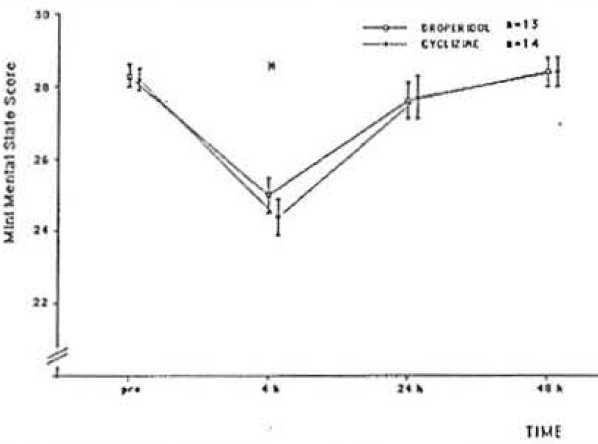 30
DROPERIDOL n=13
CYCLIZINE n=14
28
26
24
22
Mini Mental State Score
pre 4 h 24 h 48 h
TIME